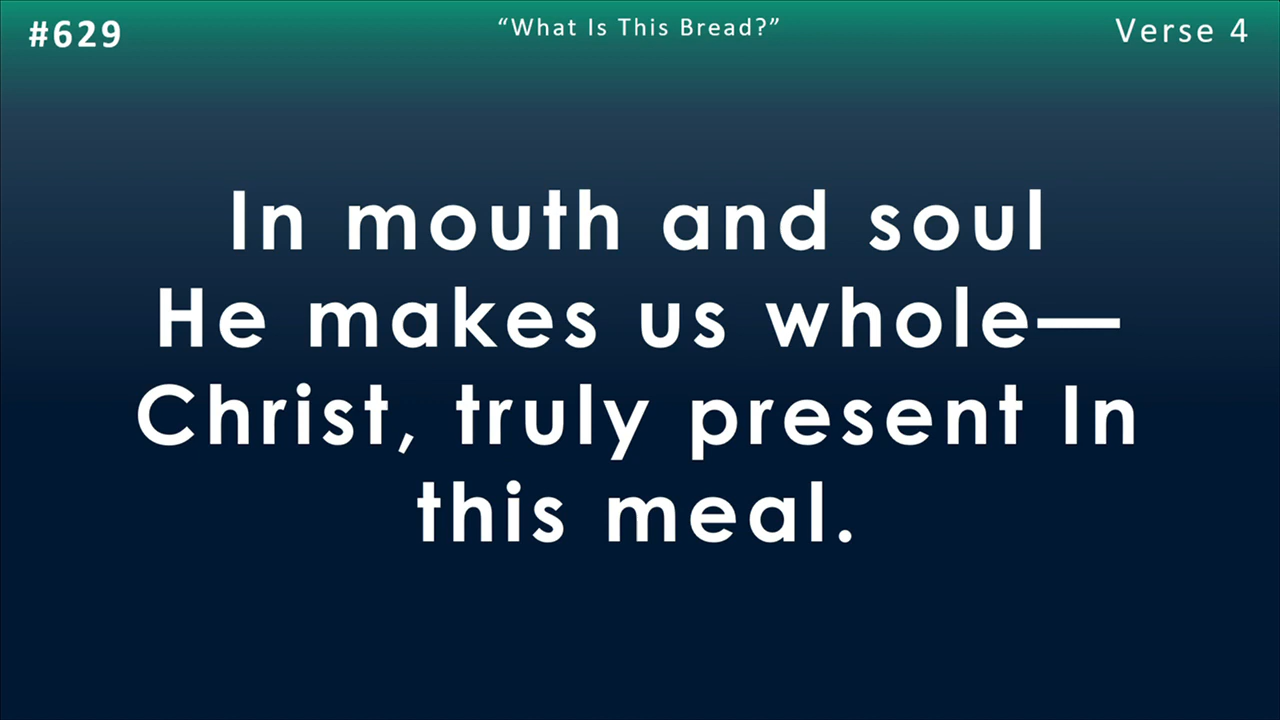 #629
“What Is This Bread?”
Verse 4
In mouth and soul
He makes us whole—
Christ, truly present In
this meal.